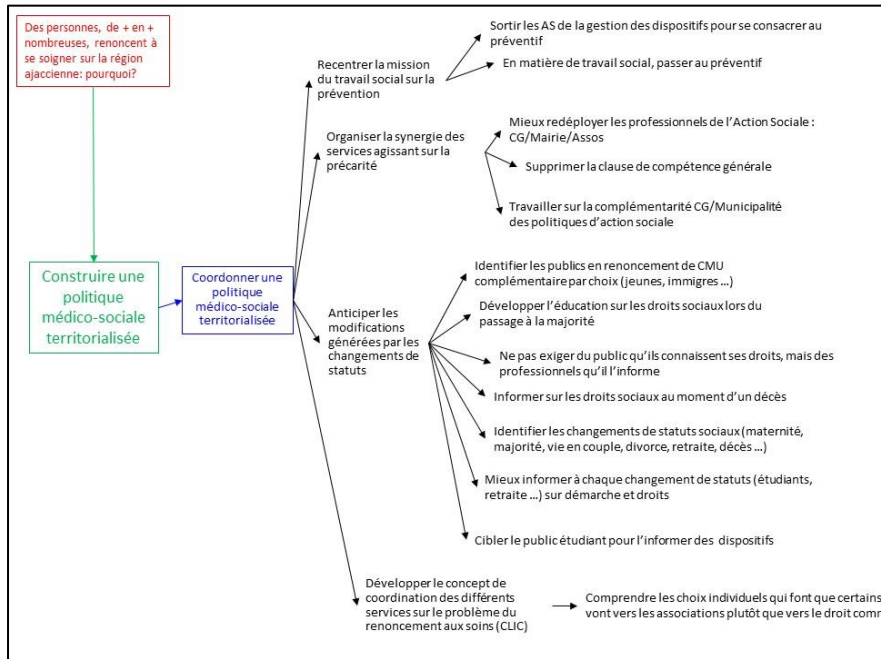 Des personnes, de + en +
nombreuses, renoncent à
se soigner sur la région
ajaccienne: pourquoi?
Construire une
politique
médico-sociale
territorialisée
Coordonner une
politique
médico-sociale
territorialisée
Recentrer la mission
du travail social sur la
prévention
Sortir les AS de la gestion des dispositifs pour se consacrer au
préventif
En matière de travail social, passer au préventif
Organiser la synergie des
services agissant sur la
précarité
Mieux redéployer les professionnels de l'Action Sociale :
CG/Mairie/Assos
Supprimer la clause de compétence générale
Travailler sur la complémentarité CG/Municipalité
des politiques d'action sociale
Anticiper les
modifications
générées par les
changements de
statuts
Identifier les publics en renoncement de CMU
complémentaire par choix (jeunes, immigres ...)
Développer l'éducation sur les droits sociaux lors du
passage à la majorité
Ne pas exiger du public qu'ils connaissent ses droits, mais des
professionnels qu'il l'informe
Informer sur les droits sociaux au moment d'un décès
Identifier les changements de statuts sociaux (maternité,
majorité, vie en couple, divorce, retraite, décès ...)
Mieux informer à chaque changement de statuts (étudiants,
retraite ...) sur démarche et droits
Cibler le public étudiant pour l'informer des dispositifs
Développer le concept de
coordination des différents
services sur le problème du
renoncement aux soins (CLIC)
Comprendre les choix individuels qui font que certains
vont vers les associations plutôt que vers le droit comm